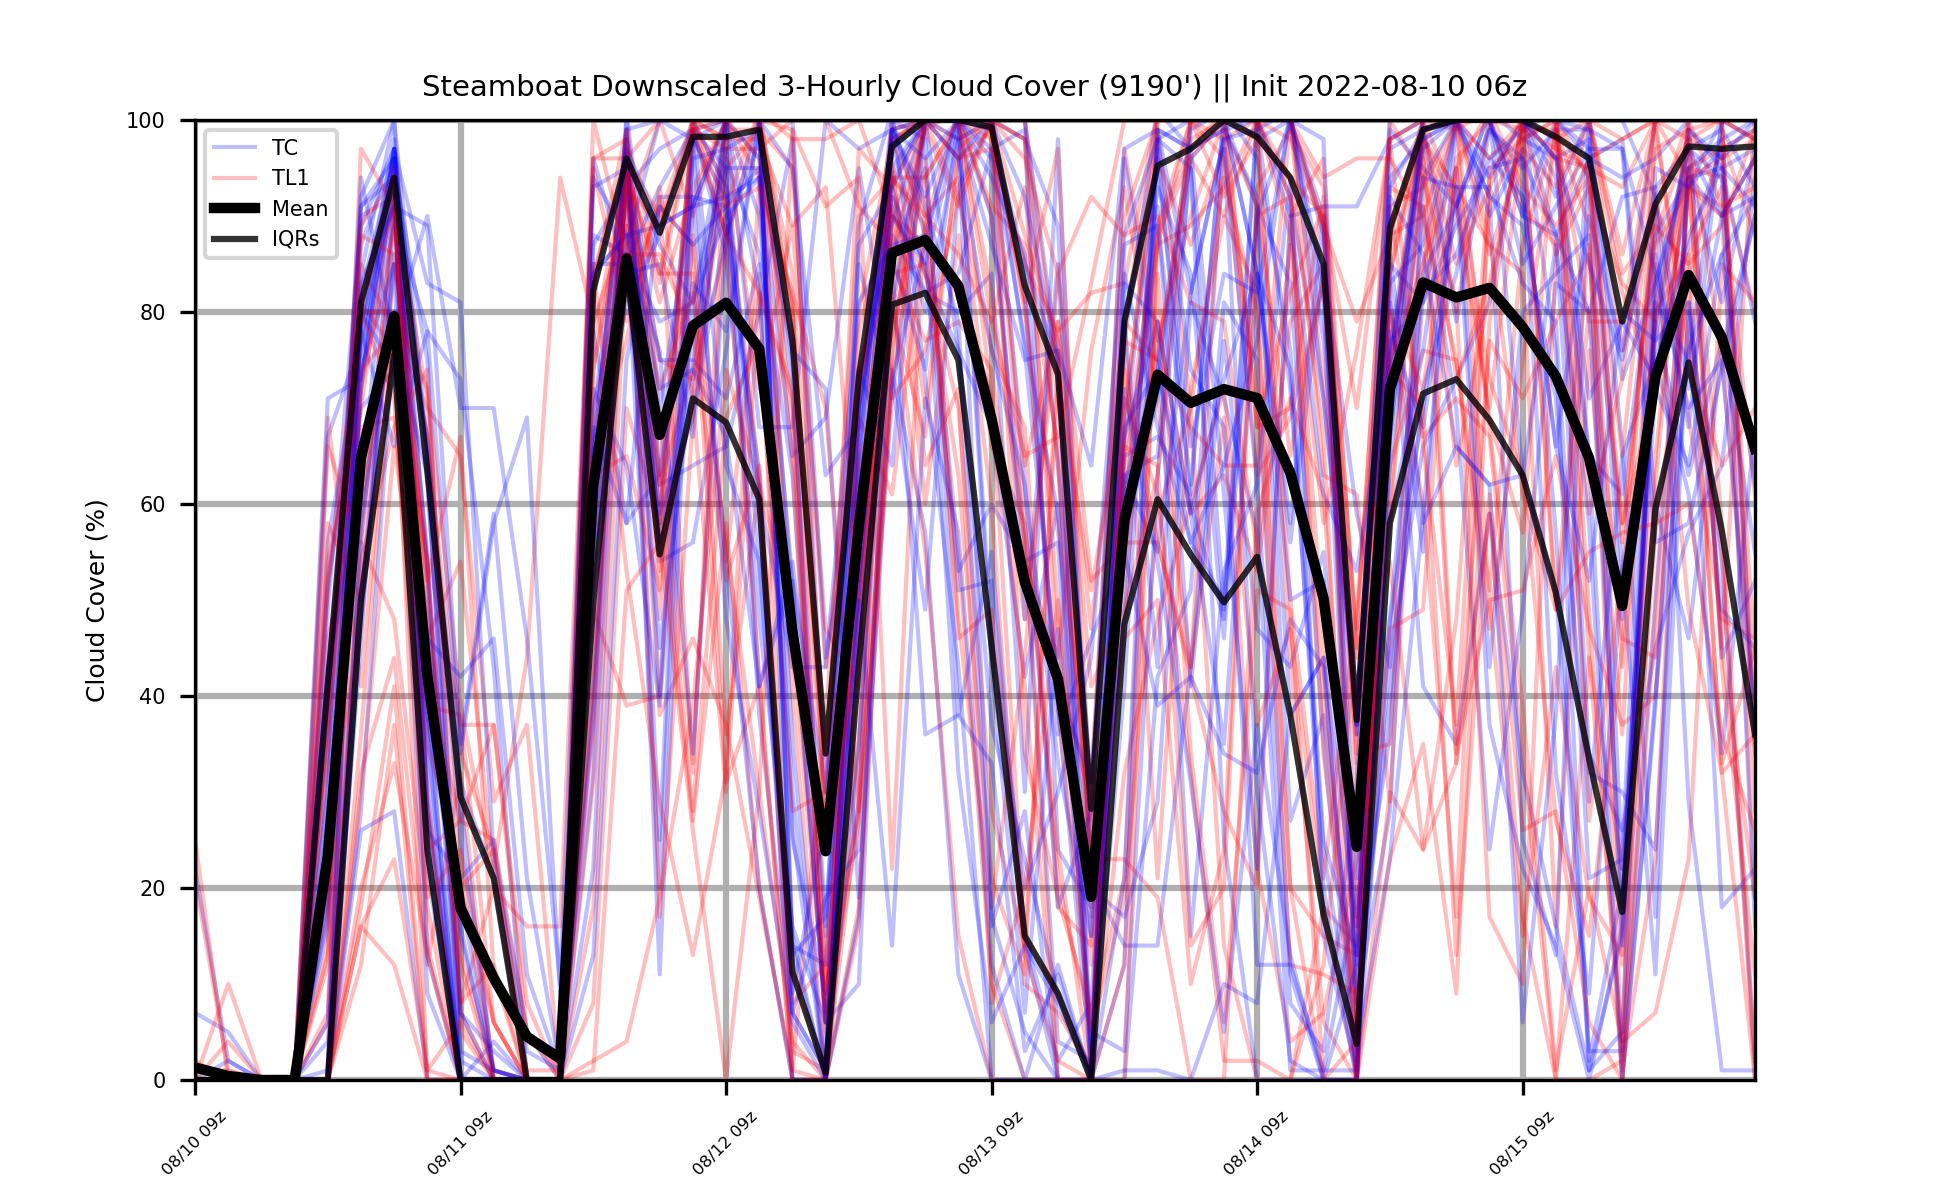 Steamboat Downscaled 3-Hourly Cloud Cover (9190') || Init 2022-08-10 06z
TC
TL1
Mean
IQRs
Cloud Cover (%)
100
80
60
40
20
0
08/10 09z
08/11 09z
08/12 09z
08/13 09z
08/14 09z
08/15 09z